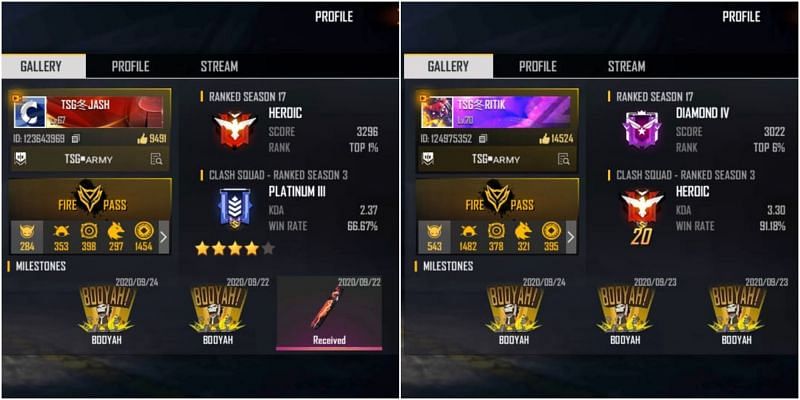 PROFILE
GALLERY PROFILE STREAM
TSG冬JASH
Lv.67
ID: 123643969 9491
TSG ARMY
FIRE PASS
284 353 398 297 1454
RANKED SEASON 17
HEROIC
SCORE 3296
RANK TOP 1%
CLASH SQUAD - RANKED SEASON 3
PLATINUM III
KDA 2.37
WIN RATE 66.67%
MILESTONES
2020/09/24 2020/09/22 2020/09/22
BOOYAH! BOOYAH!
BOOYAH BOOYAH Received
PROFILE
GALLERY PROFILE STREAM
TSG冬RITIK
Lv.70
ID: 124975352 14524
TSG ARMY
FIRE PASS
543 1482 378 321 395
RANKED SEASON 17
DIAMOND IV
SCORE 3022
RANK TOP 6%
CLASH SQUAD - RANKED SEASON 3
HEROIC
KDA 3.30
WIN RATE 91.18%
20
MILESTONES
2020/09/24 2020/09/23 2020/09/23
BOOYAH! BOOYAH! BOOYAH!
BOOYAH BOOYAH BOOYAH